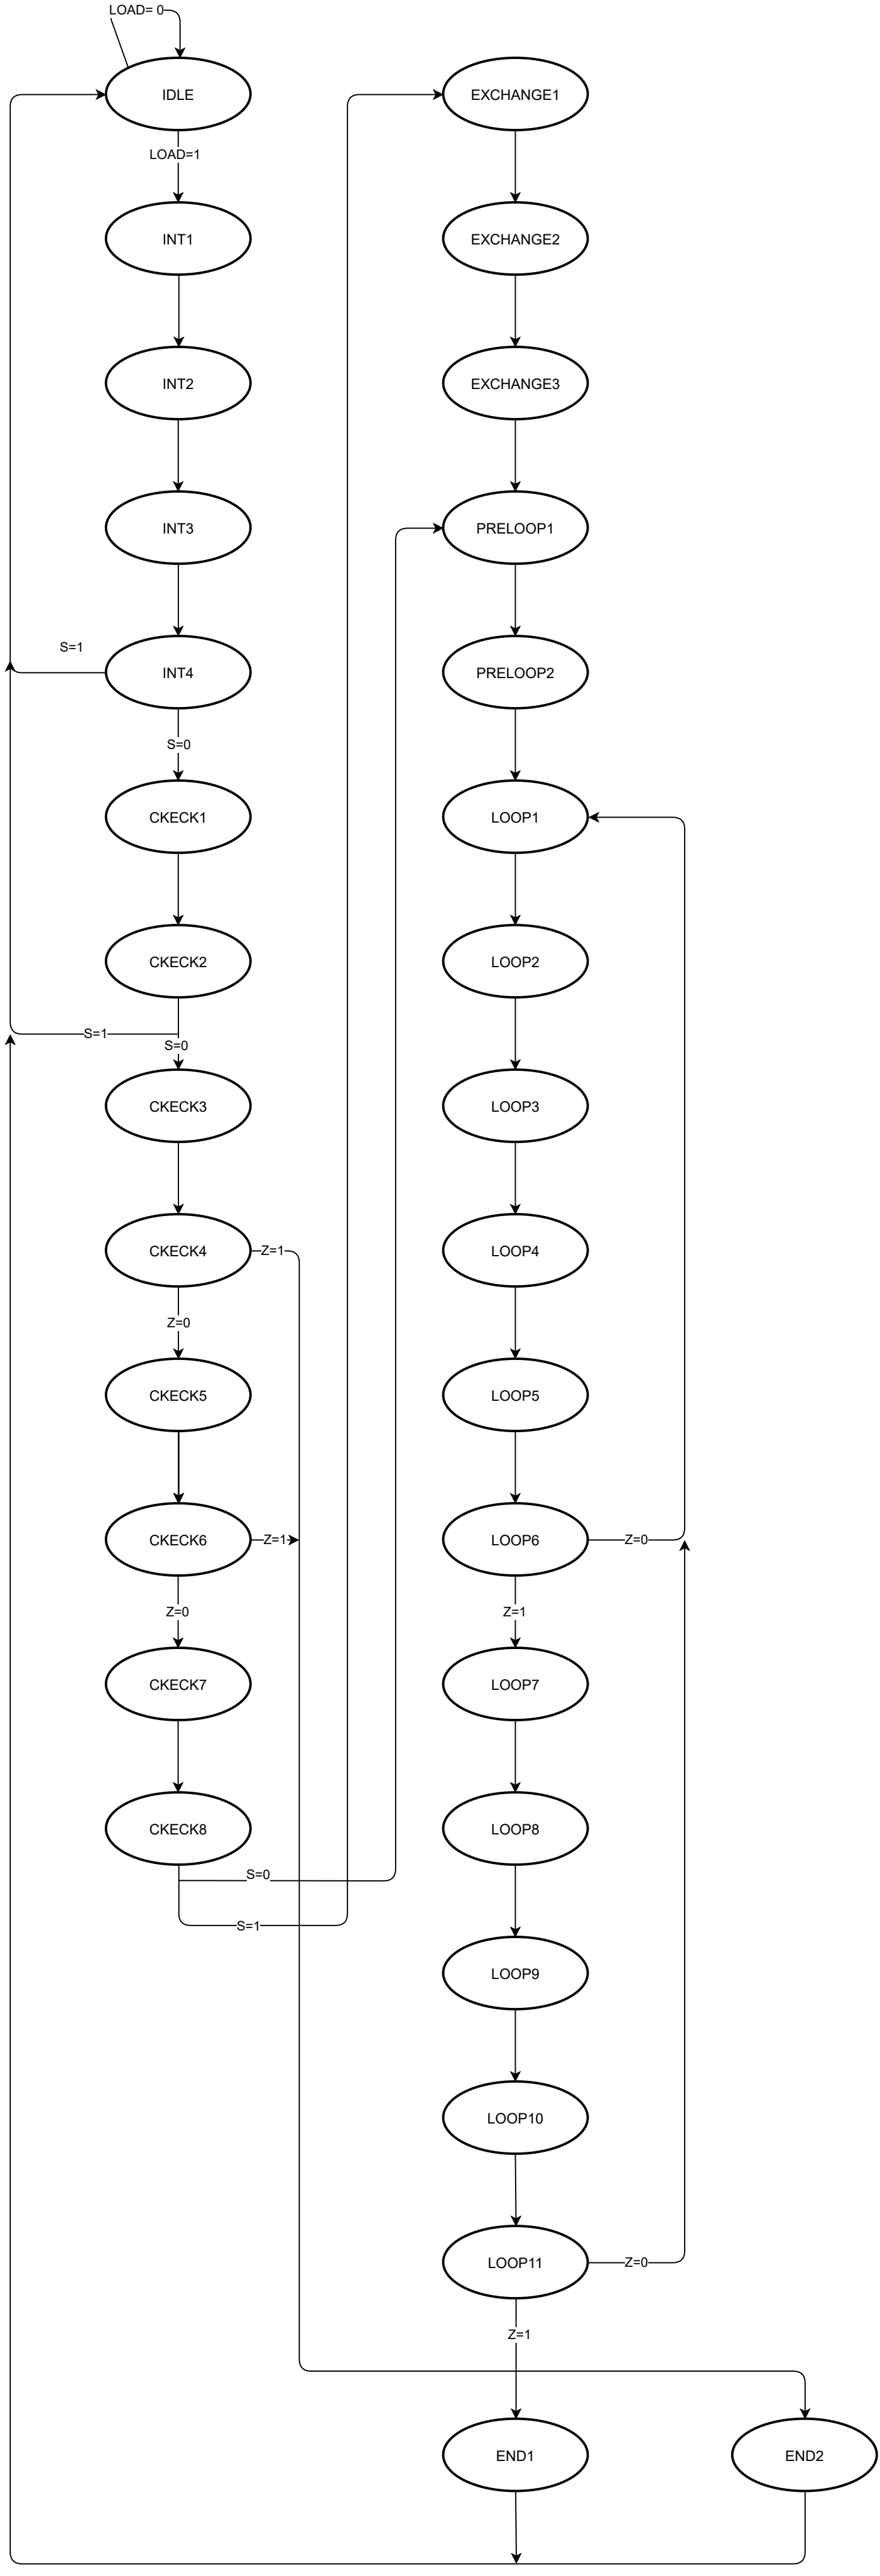 LOAD= 0
IDLE
LOAD=1
INT1
INT2
INT3
S=1
INT4
S=0
CKECK1
CKECK2
S=1
S=0
CKECK3
CKECK4
Z=1
Z=0
CKECK5
CKECK6
Z=1
Z=0
CKECK7
CKECK8
S=0
S=1
EXCHANGE1
EXCHANGE2
EXCHANGE3
PRELOOP1
PRELOOP2
LOOP1
LOOP2
LOOP3
LOOP4
LOOP5
LOOP6
Z=0
Z=1
LOOP7
LOOP8
LOOP9
LOOP10
LOOP11
Z=0
Z=1
END1
END2